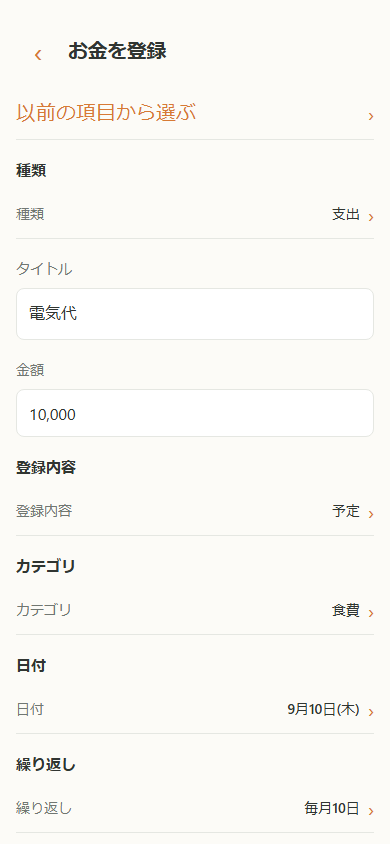 お金を登録
以前の項目から選ぶ
種類
種類 支出
タイトル
電気代
金額
10,000
登録内容
登録内容 予定
カテゴリ
カテゴリ 食費
日付
日付 9月10日(木)
繰り返し
繰り返し 毎月10日